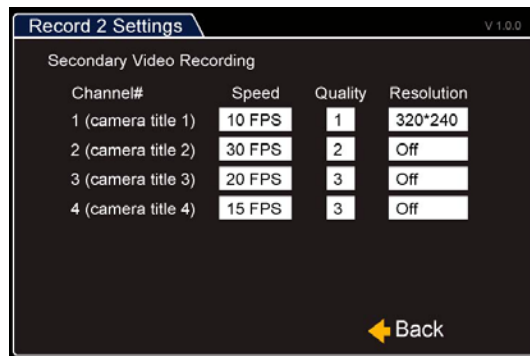 Record 2 Settings V 1.0.0
Secondary Video Recording
Channel# Speed Quality Resolution
1 (camera title 1) 10 FPS 1 320*240
2 (camera title 2) 30 FPS 2 Off
3 (camera title 3) 20 FPS 3 Off
4 (camera title 4) 15 FPS 3 Off
Back